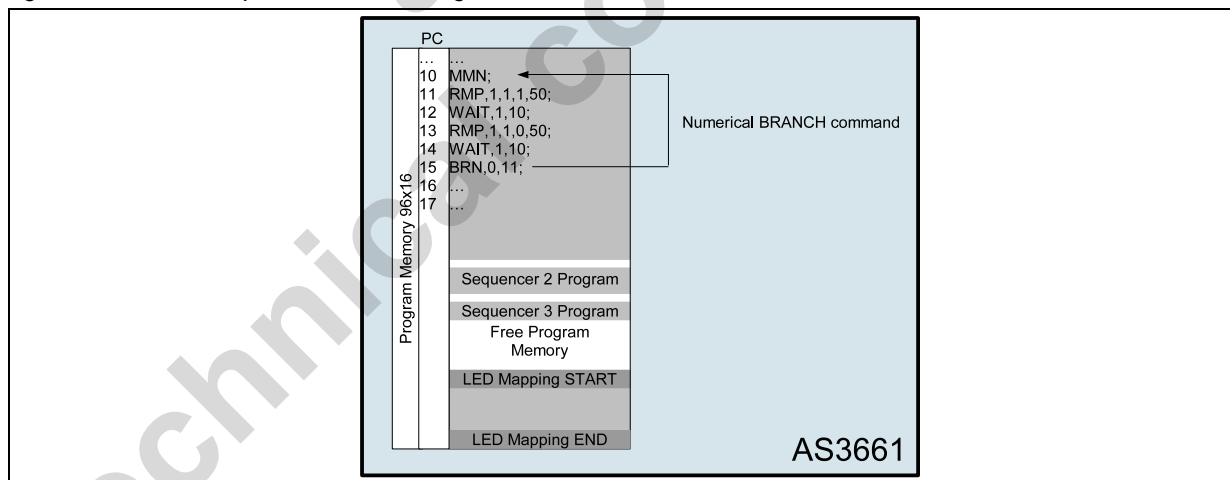 PC
... ...
10 MMN;
11 RMP,1,1,1,50;
12 WAIT,1,10;
13 RMP,1,1,0,50;
14 WAIT,1,10;
15 BRN,0,11;
16 ...
17 ...
Numerical BRANCH command
Program Memory 96x16
Sequencer 2 Program
Sequencer 3 Program
Free Program
Memory
LED Mapping START
LED Mapping END
AS3661